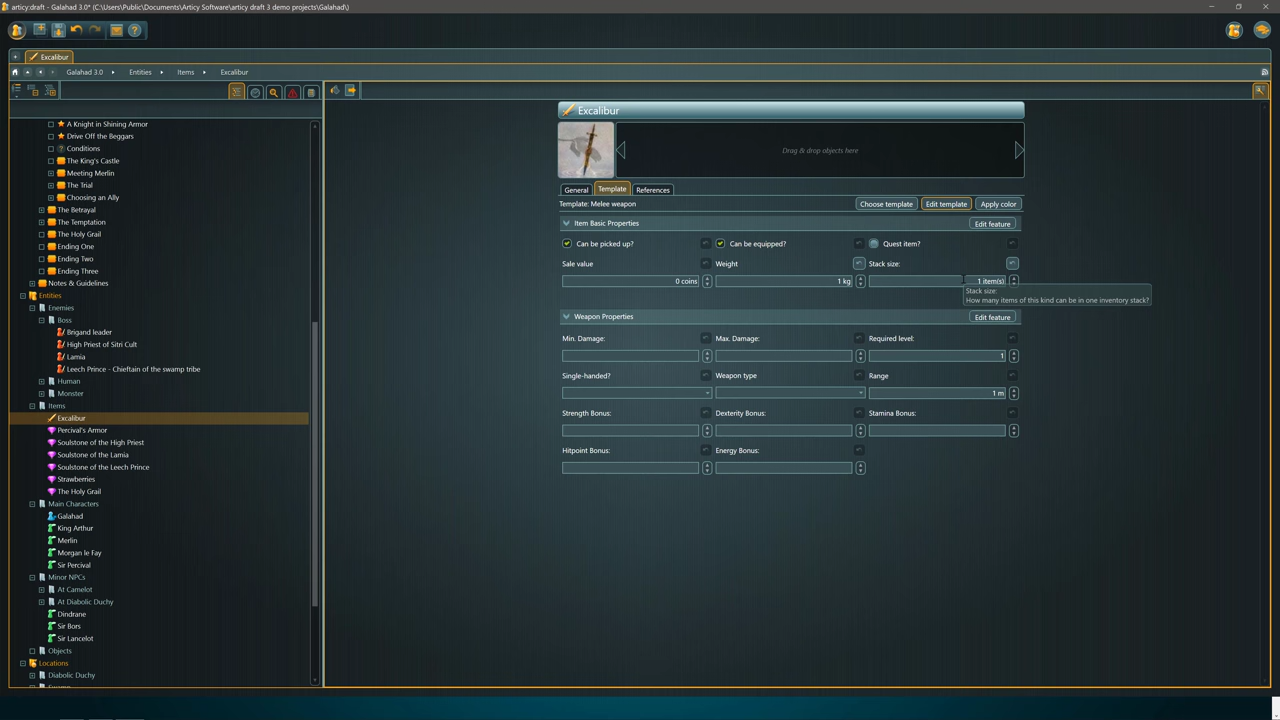 articy:draft - Galahad 3.0* (C:\Users\Public\Documents\Articy Software\articy draft 3 demo projects\Galahad\)
Excalibur
Galahad 3.0 Entities Items Excalibur
A Knight in Shining Armor
Drive Off the Beggars
Conditions
The King's Castle
Meeting Merlin
The Trial
Choosing an Ally
The Betrayal
The Temptation
The Holy Grail
Ending One
Ending Two
Ending Three
Notes & Guidelines
Entities
Enemies
Boss
Brigand leader
High Priest of Sitri Cult
Lamia
Leech Prince - Chieftain of the swamp tribe
Human
Monster
Items
Excalibur
Percival's Armor
Soulstone of the High Priest
Soulstone of the Lamia
Soulstone of the Leech Prince
Strawberries
The Holy Grail
Main Characters
Galahad
King Arthur
Merlin
Morgan le Fay
Sir Percival
Minor NPCs
At Camelot
At Diabolic Duchy
Dindrane
Sir Bors
Sir Lancelot
Objects
Locations
Diabolic Duchy
Excalibur
Drag & drop objects here
General Template References
Template: Melee weapon Choose template Edit template Apply color
Item Basic Properties Edit feature
Can be picked up? Can be equipped? Quest item?
Sale value Weight Stack size:
0 coins 1 kg 1 item(s)
Stack size:
How many items of this kind can be in one inventory stack?
Weapon Properties Edit feature
Min. Damage: Max. Damage: Required level:
1
Single-handed? Weapon type Range
1 m
Strength Bonus: Dexterity Bonus: Stamina Bonus:
Hitpoint Bonus: Energy Bonus: